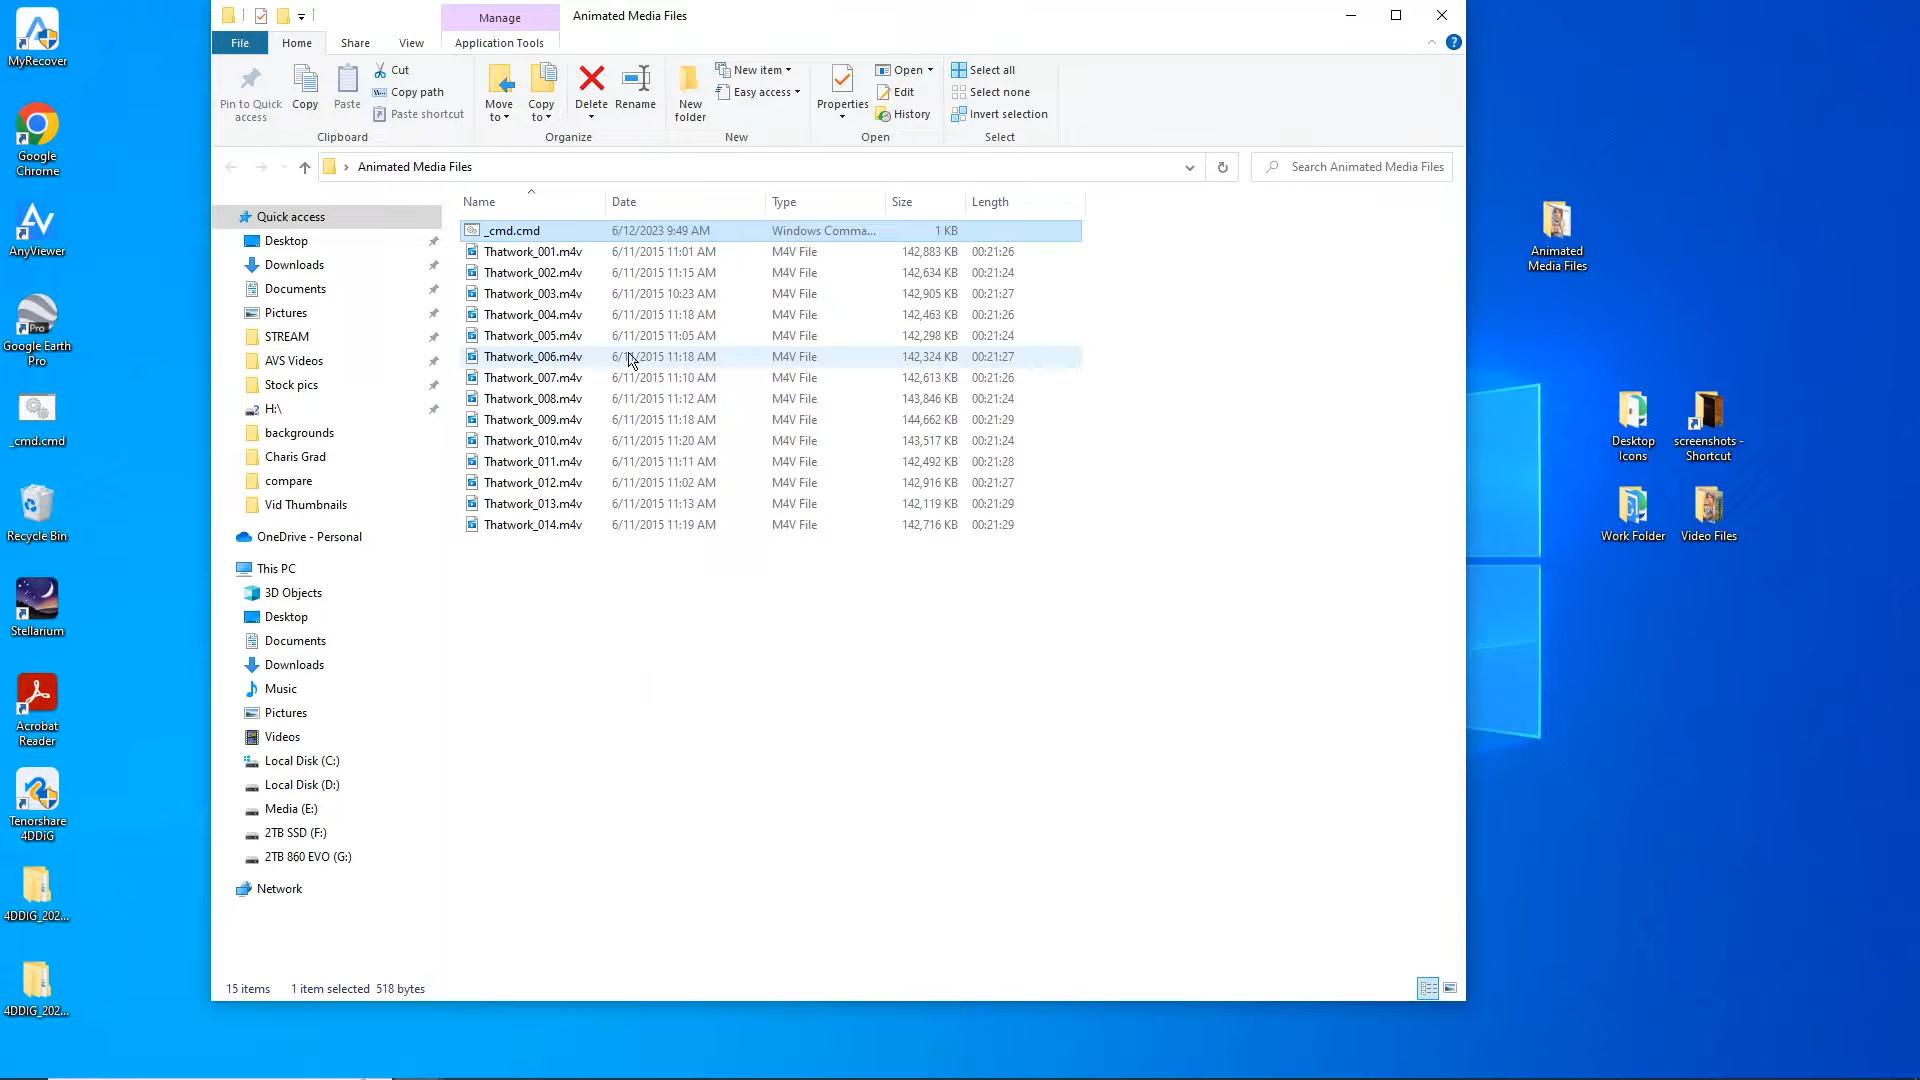 Manage
Animated Media Files
File
Home
Share
View
Application Tools
Pin to Quick
access
Copy
Paste
Cut
Copy path
Paste shortcut
Clipboard
Move
to
Copy
to
Delete
Rename
Organize
New
folder
New item
Easy access
New
Properties
Open
Edit
History
Open
Select all
Select none
Invert selection
Select
Animated Media Files
Search Animated Media Files
Name Date Type Size Length
_cmd.cmd 6/12/2023 9:49 AM Windows Comma... 1 KB
Thatwork_001.m4v 6/11/2015 11:01 AM M4V File 142,883 KB 00:21:26
Thatwork_002.m4v 6/11/2015 11:15 AM M4V File 142,634 KB 00:21:24
Thatwork_003.m4v 6/11/2015 10:23 AM M4V File 142,905 KB 00:21:27
Thatwork_004.m4v 6/11/2015 11:18 AM M4V File 142,463 KB 00:21:26
Thatwork_005.m4v 6/11/2015 11:05 AM M4V File 142,298 KB 00:21:24
Thatwork_006.m4v 6/11/2015 11:18 AM M4V File 142,324 KB 00:21:27
Thatwork_007.m4v 6/11/2015 11:10 AM M4V File 142,613 KB 00:21:26
Thatwork_008.m4v 6/11/2015 11:12 AM M4V File 143,846 KB 00:21:24
Thatwork_009.m4v 6/11/2015 11:18 AM M4V File 144,662 KB 00:21:29
Thatwork_010.m4v 6/11/2015 11:20 AM M4V File 143,517 KB 00:21:24
Thatwork_011.m4v 6/11/2015 11:11 AM M4V File 142,492 KB 00:21:28
Thatwork_012.m4v 6/11/2015 11:02 AM M4V File 142,916 KB 00:21:27
Thatwork_013.m4v 6/11/2015 11:13 AM M4V File 142,119 KB 00:21:29
Thatwork_014.m4v 6/11/2015 11:19 AM M4V File 142,716 KB 00:21:29
Quick access
Desktop
Downloads
Documents
Pictures
STREAM
AVS Videos
Stock pics
H:\
backgrounds
Charis Grad
compare
Vid Thumbnails
OneDrive - Personal
This PC
3D Objects
Desktop
Documents
Downloads
Music
Pictures
Videos
Local Disk (C:)
Local Disk (D:)
Media (E:)
2TB SSD (F:)
2TB 860 EVO (G:)
Network
15 items 1 item selected 518 bytes
MyRecover
Google
Chrome
AnyViewer
Pro
Google Earth
Pro
_cmd.cmd
Recycle Bin
Stellarium
Acrobat
Reader
Tenorshare
4DDiG
4DDIG_202...
4DDIG_202...
Animated
Media Files
Desktop
Icons
screenshots -
Shortcut
Work Folder
Video Files